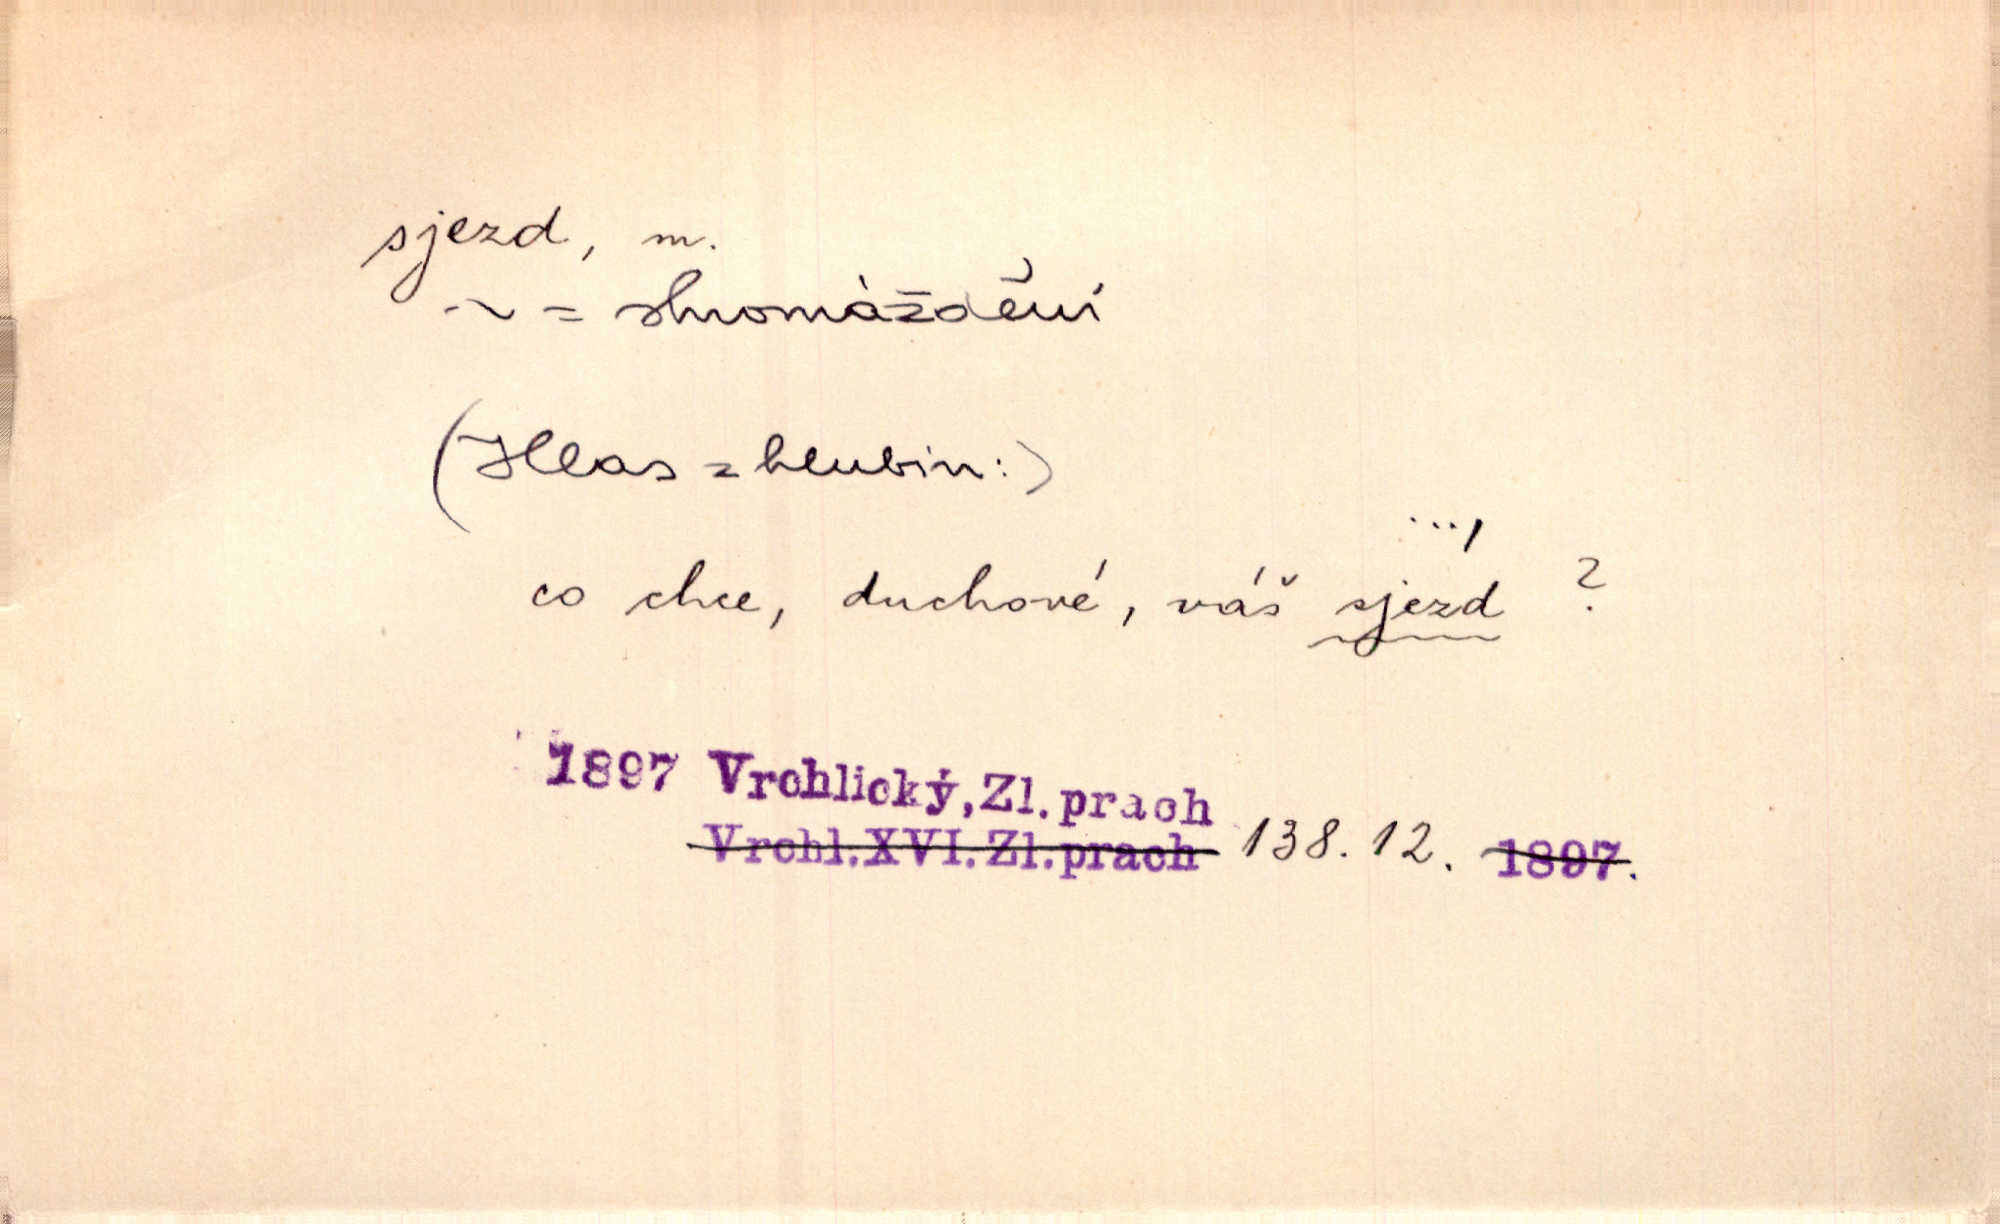 sjezd, m.
~ = shromáždění
(Hlas z hlubin:)
...,
co chce, duchové, váš sjezd ?
1897 Vrchlický, Zl. prach
Vrchl. XVI. Zl. prach 138. 12. 1897.